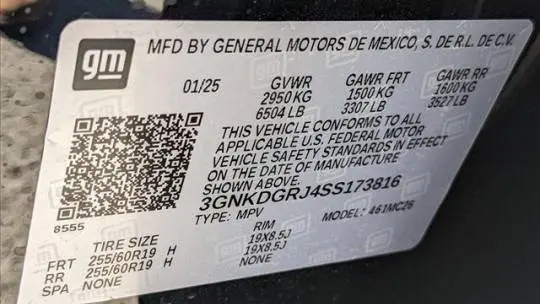 gm
MFD BY GENERAL MOTORS DE MEXICO, S. DE R.L. DE C.V.
01/25 GVWR GAWR FRT GAWR RR
2950 KG 1500 KG 1600 KG
6504 LB 3307 LB 3527 LB
THIS VEHICLE CONFORMS TO ALL
APPLICABLE U.S. FEDERAL MOTOR
VEHICLE SAFETY STANDARDS IN EFFECT
ON THE DATE OF MANUFACTURE
SHOWN ABOVE.
3GNKDGRJ4SS173816
TYPE: MPV MODEL: 461MC26
8555
TIRE SIZE RIM
FRT 255/60R19 H 19X8.5J
RR 255/60R19 H 19X8.5J
SPA NONE NONE